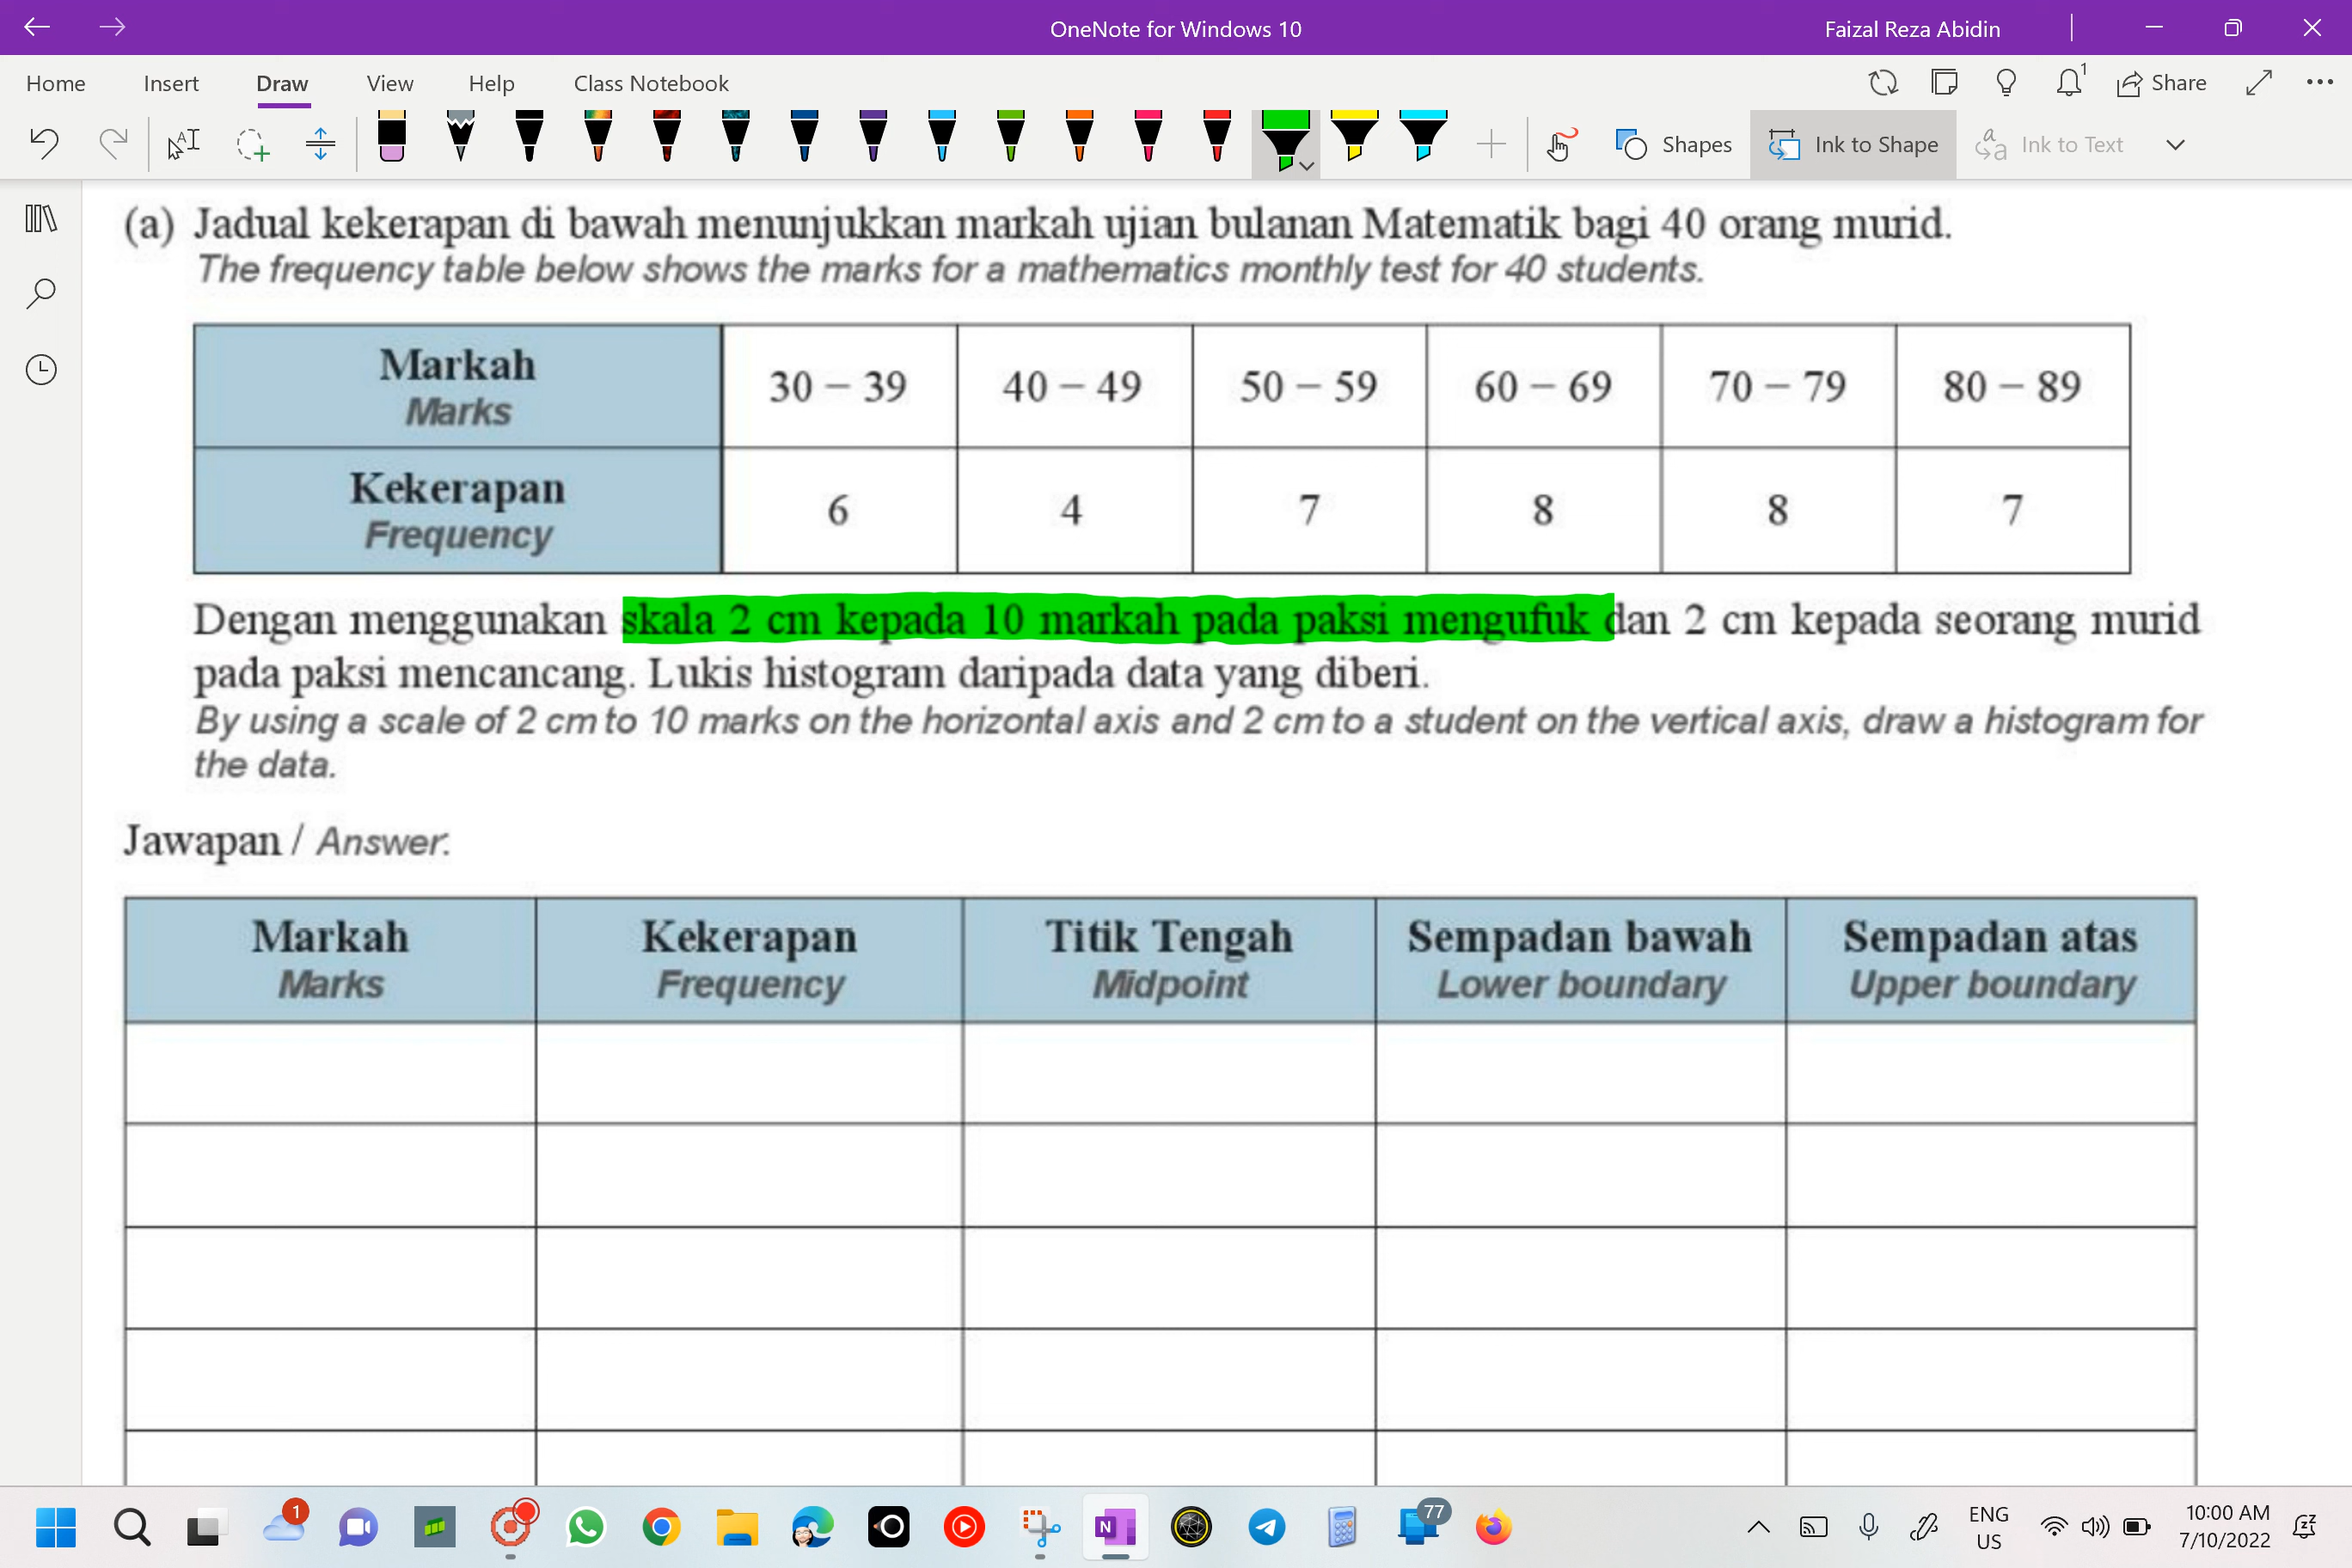 OneNote for Windows 10
Faizal Reza Abidin
Home Insert Draw View Help Class Notebook
1
Share
Shapes
Ink to Shape
Ink to Text
(a) Jadual kekerapan di bawah menunjukkan markah ujian bulanan Matematik bagi 40 orang murid.
The frequency table below shows the marks for a mathematics monthly test for 40 students.
Markah
Marks
30 – 39 40 – 49 50 – 59 60 – 69 70 – 79 80 – 89
Kekerapan
Frequency
6 4 7 8 8 7
Dengan menggunakan skala 2 cm kepada 10 markah pada paksi mengufuk dan 2 cm kepada seorang murid
pada paksi mencancang. Lukis histogram daripada data yang diberi.
By using a scale of 2 cm to 10 marks on the horizontal axis and 2 cm to a student on the vertical axis, draw a histogram for
the data.
Jawapan / Answer:
Markah Kekerapan Titik Tengah Sempadan bawah Sempadan atas
Marks Frequency Midpoint Lower boundary Upper boundary
1
N
77
ENG
US
10:00 AM
7/10/2022